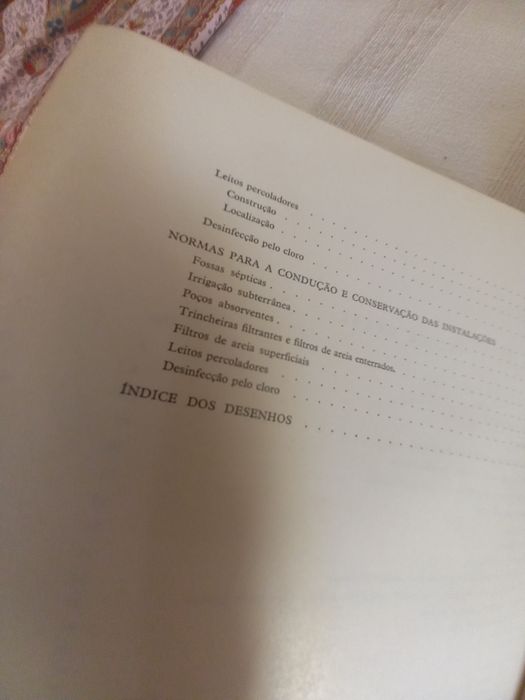 Leitos percoladores . . . . . . . . . . . . . . .
Construção . . . . . . . . . . . . . . .
Localização . . . . . . . . . . . . . . .
Desinfecção pelo cloro . . . . . . . . . . . . . . .
NORMAS PARA A CONDUÇÃO E CONSERVAÇÃO DAS INSTALAÇÕES
Fossas sépticas . . . . . . . . . . . . . . .
Irrigação subterrânea . . . . . . . . . . . . . . .
Poços absorventes . . . . . . . . . . . . . . .
Trincheiras filtrantes e filtros de areia enterrados.
Filtros de areia superficiais . . . . . . . . . . . . . . .
Leitos percoladores . . . . . . . . . . . . . . .
Desinfecção pelo cloro . . . . . . . . . . . . . . .
ÍNDICE DOS DESENHOS . . . . . . . . . . . . . . .